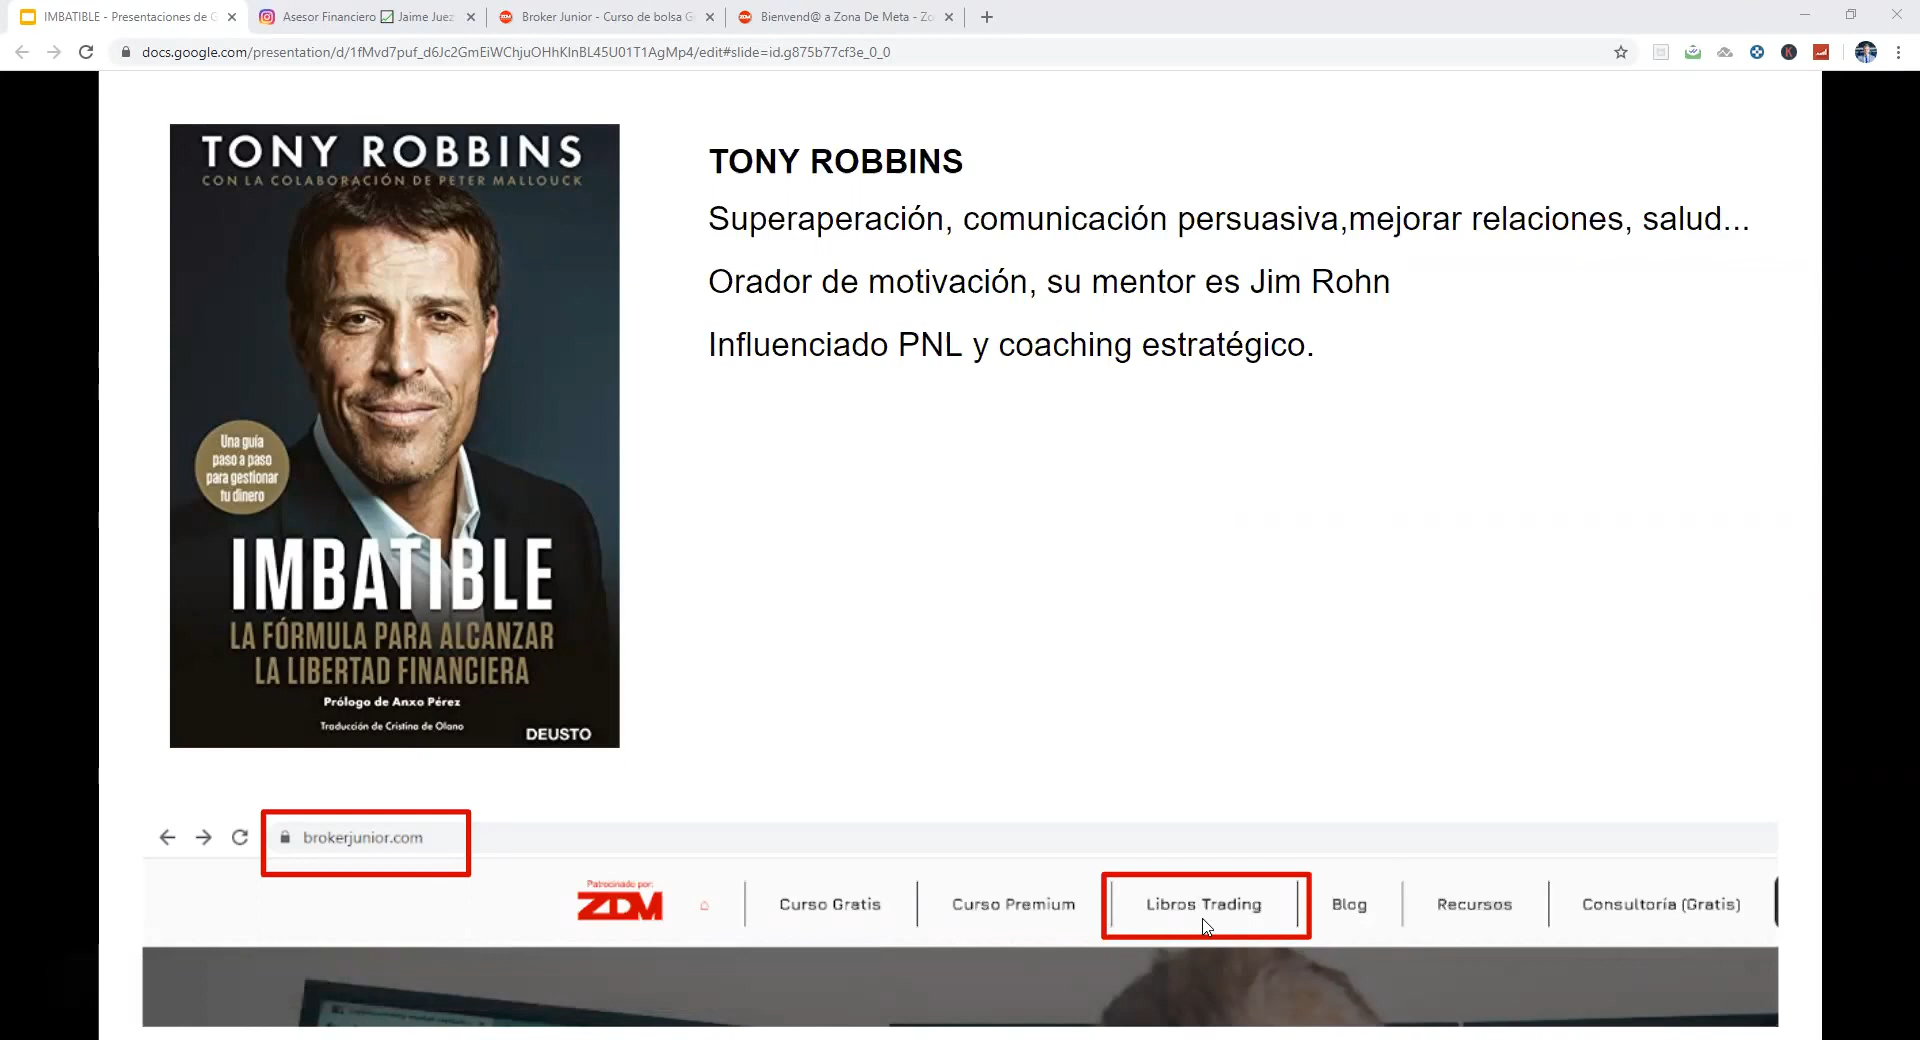 IMBATIBLE - Presentaciones de G
Asesor Financiero Jaime Juez
Broker Junior - Curso de bolsa G
Bienvend@ a Zona De Meta - Zo
docs.google.com/presentation/d/1fMvd7puf_d6Jc2GmEiWChjuOHhKlnBL45U01T1AgMp4/edit#slide=id.g875b77cf3e_0_0
TONY ROBBINS
CON LA COLABORACIÓN DE PETER MALLOUCK
Una guía
paso a paso
para gestionar
tu dinero
IMBATIBLE
LA FÓRMULA PARA ALCANZAR
LA LIBERTAD FINANCIERA
Prólogo de Anxo Pérez
Traducción de Cristina de Olano
DEUSTO
TONY ROBBINS
Superaperación, comunicación persuasiva,mejorar relaciones, salud...
Orador de motivación, su mentor es Jim Rohn
Influenciado PNL y coaching estratégico.
brokerjunior.com
Patrocinado por:
ZDM
Curso Gratis
Curso Premium
Libros Trading
Blog
Recursos
Consultoría (Gratis)